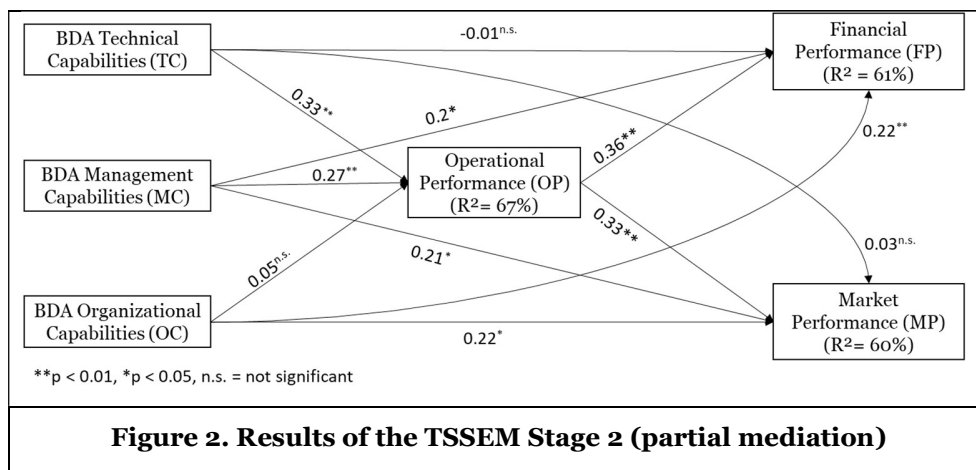 BDA Technical
Capabilities (TC)
-0.01n.s.
Financial
Performance (FP)
(R² = 61%)
0.33**
0.2*
0.22**
0.36**
BDA Management
Capabilities (MC)
0.27**
Operational
Performance (OP)
(R²= 67%)
0.33**
0.21*
0.03n.s.
0.05n.s.
BDA Organizational
Capabilities (OC)
0.22*
Market
Performance (MP)
(R²= 60%)
**p < 0.01, *p < 0.05, n.s. = not significant
Figure 2. Results of the TSSEM Stage 2 (partial mediation)